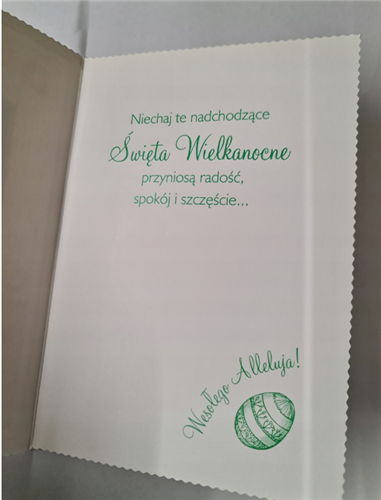 Niechaj te nadchodzące
Święta Wielkanocne
przyniosą radość,
spokój i szczęście...
Wesołego Alleluja!